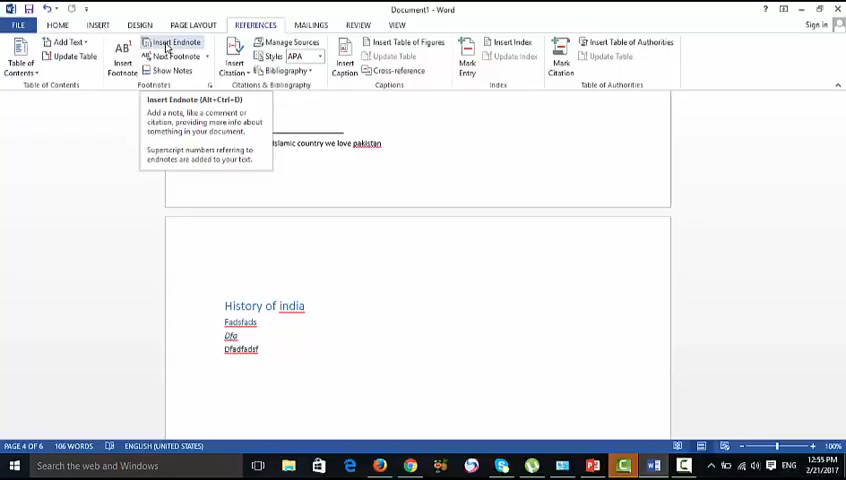 Document1 - Word
?
Sign in
FILE HOME INSERT DESIGN PAGE LAYOUT REFERENCES MAILINGS REVIEW VIEW
Table of Contents
Add Text
Update Table
Table of Contents
AB1
Insert Footnote
Insert Endnote
Next Footnote
Show Notes
Footnotes
Insert Citation
Manage Sources
Style: APA
Bibliography
Citations & Bibliography
Insert Caption
Insert Table of Figures
Update Table
Cross-reference
Captions
Mark Entry
Insert Index
Update Index
Index
Mark Citation
Insert Table of Authorities
Update Table
Table of Authorities
Insert Endnote (Alt+Ctrl+D)
Add a note, like a comment or
citation, providing more info about
something in your document.
Superscript numbers referring to
endnotes are added to your text.
Islamic country we love pakistan
History of india
Fadsfads
Dfa
Dfadfadsf
PAGE 4 OF 6 106 WORDS ENGLISH (UNITED STATES) 100%
Search the web and Windows
ENG
12:55 PM
2/21/2017